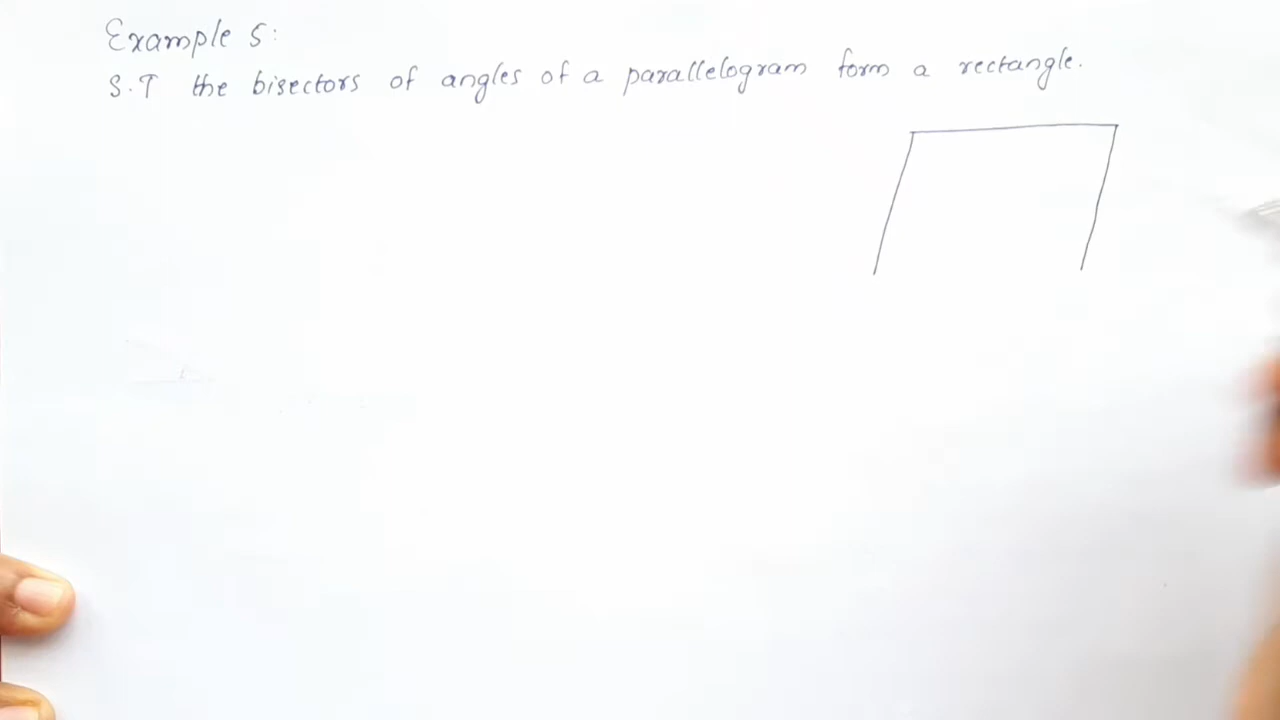 Example 5:
S.T the bisectors of angles of a parallelogram form a rectangle.